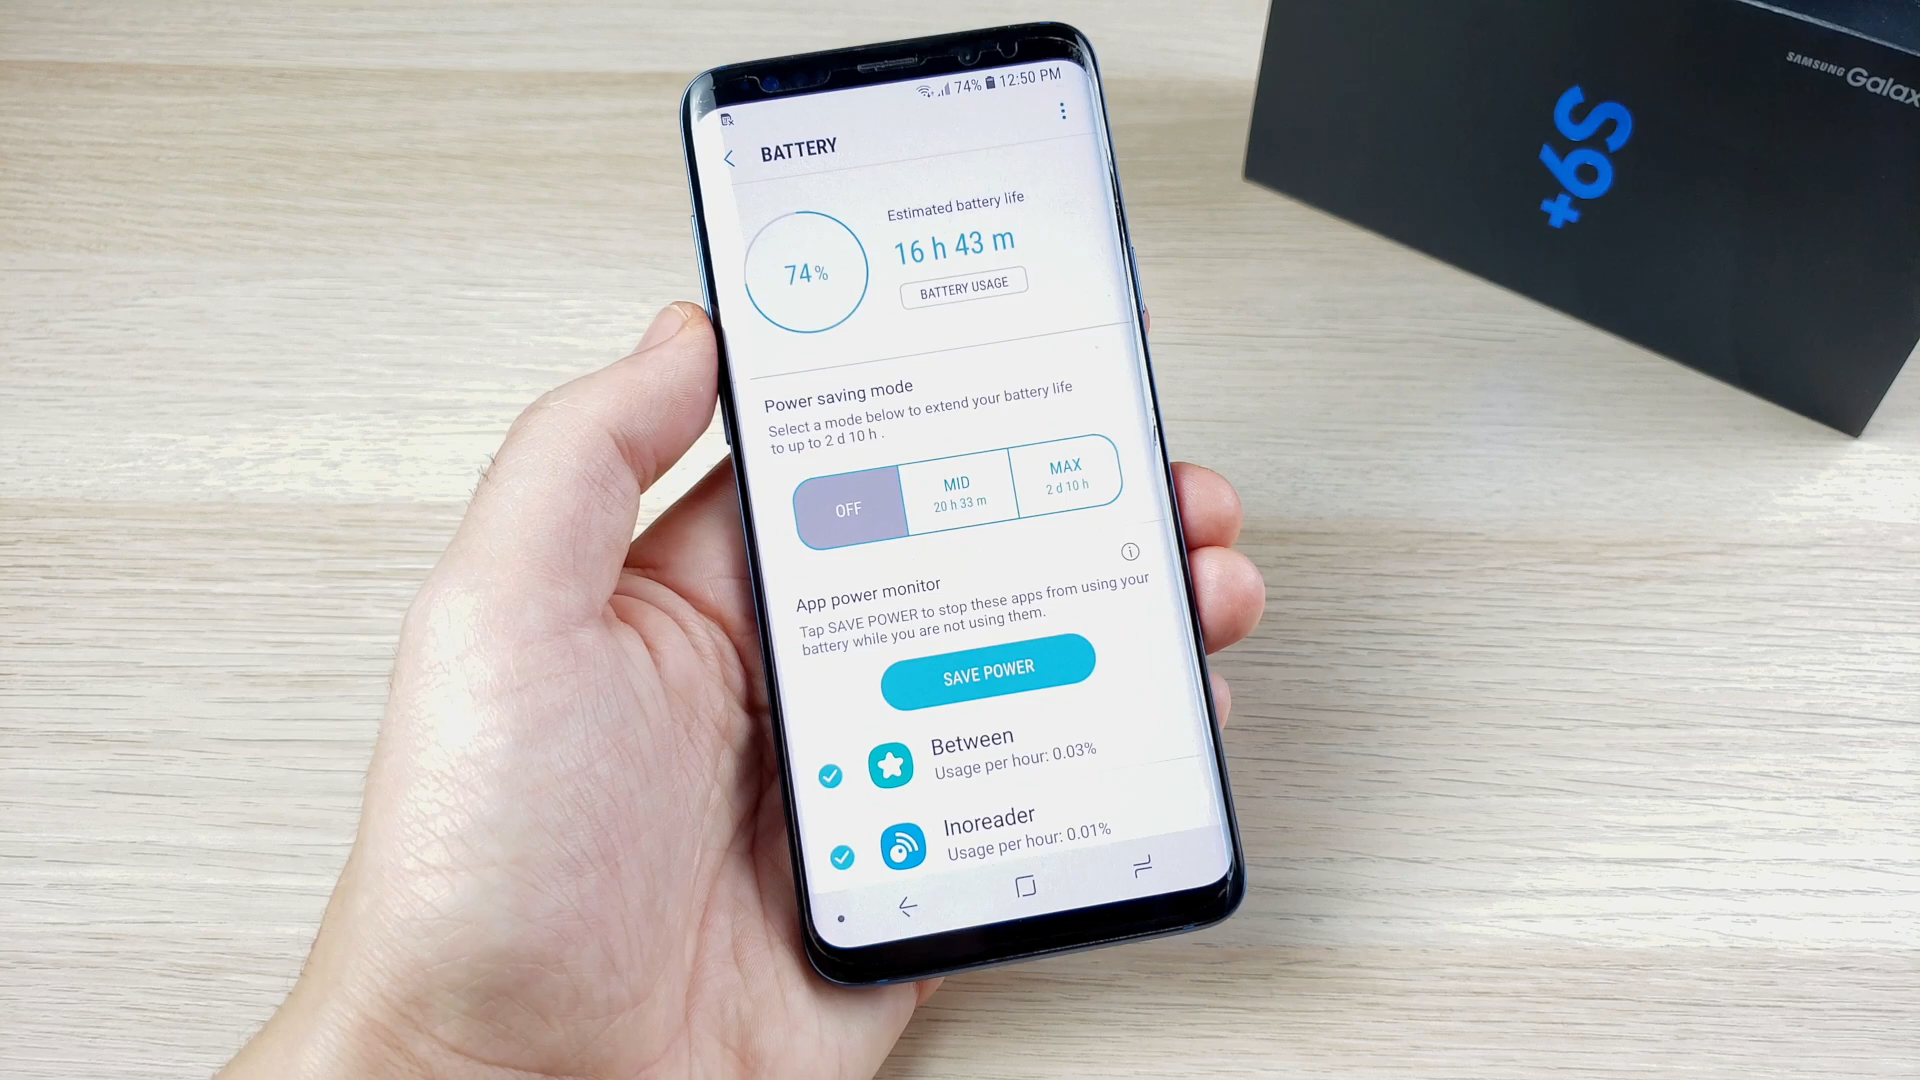 74% 12:50 PM
BATTERY
74%
Estimated battery life
16 h 43 m
BATTERY USAGE
Power saving mode
Select a mode below to extend your battery life
to up to 2 d 10 h .
OFF
MID
20 h 33 m
MAX
2 d 10 h
App power monitor
Tap SAVE POWER to stop these apps from using your
battery while you are not using them.
SAVE POWER
Between
Usage per hour: 0.03%
Inoreader
Usage per hour: 0.01%
SAMSUNG Galax
S9+